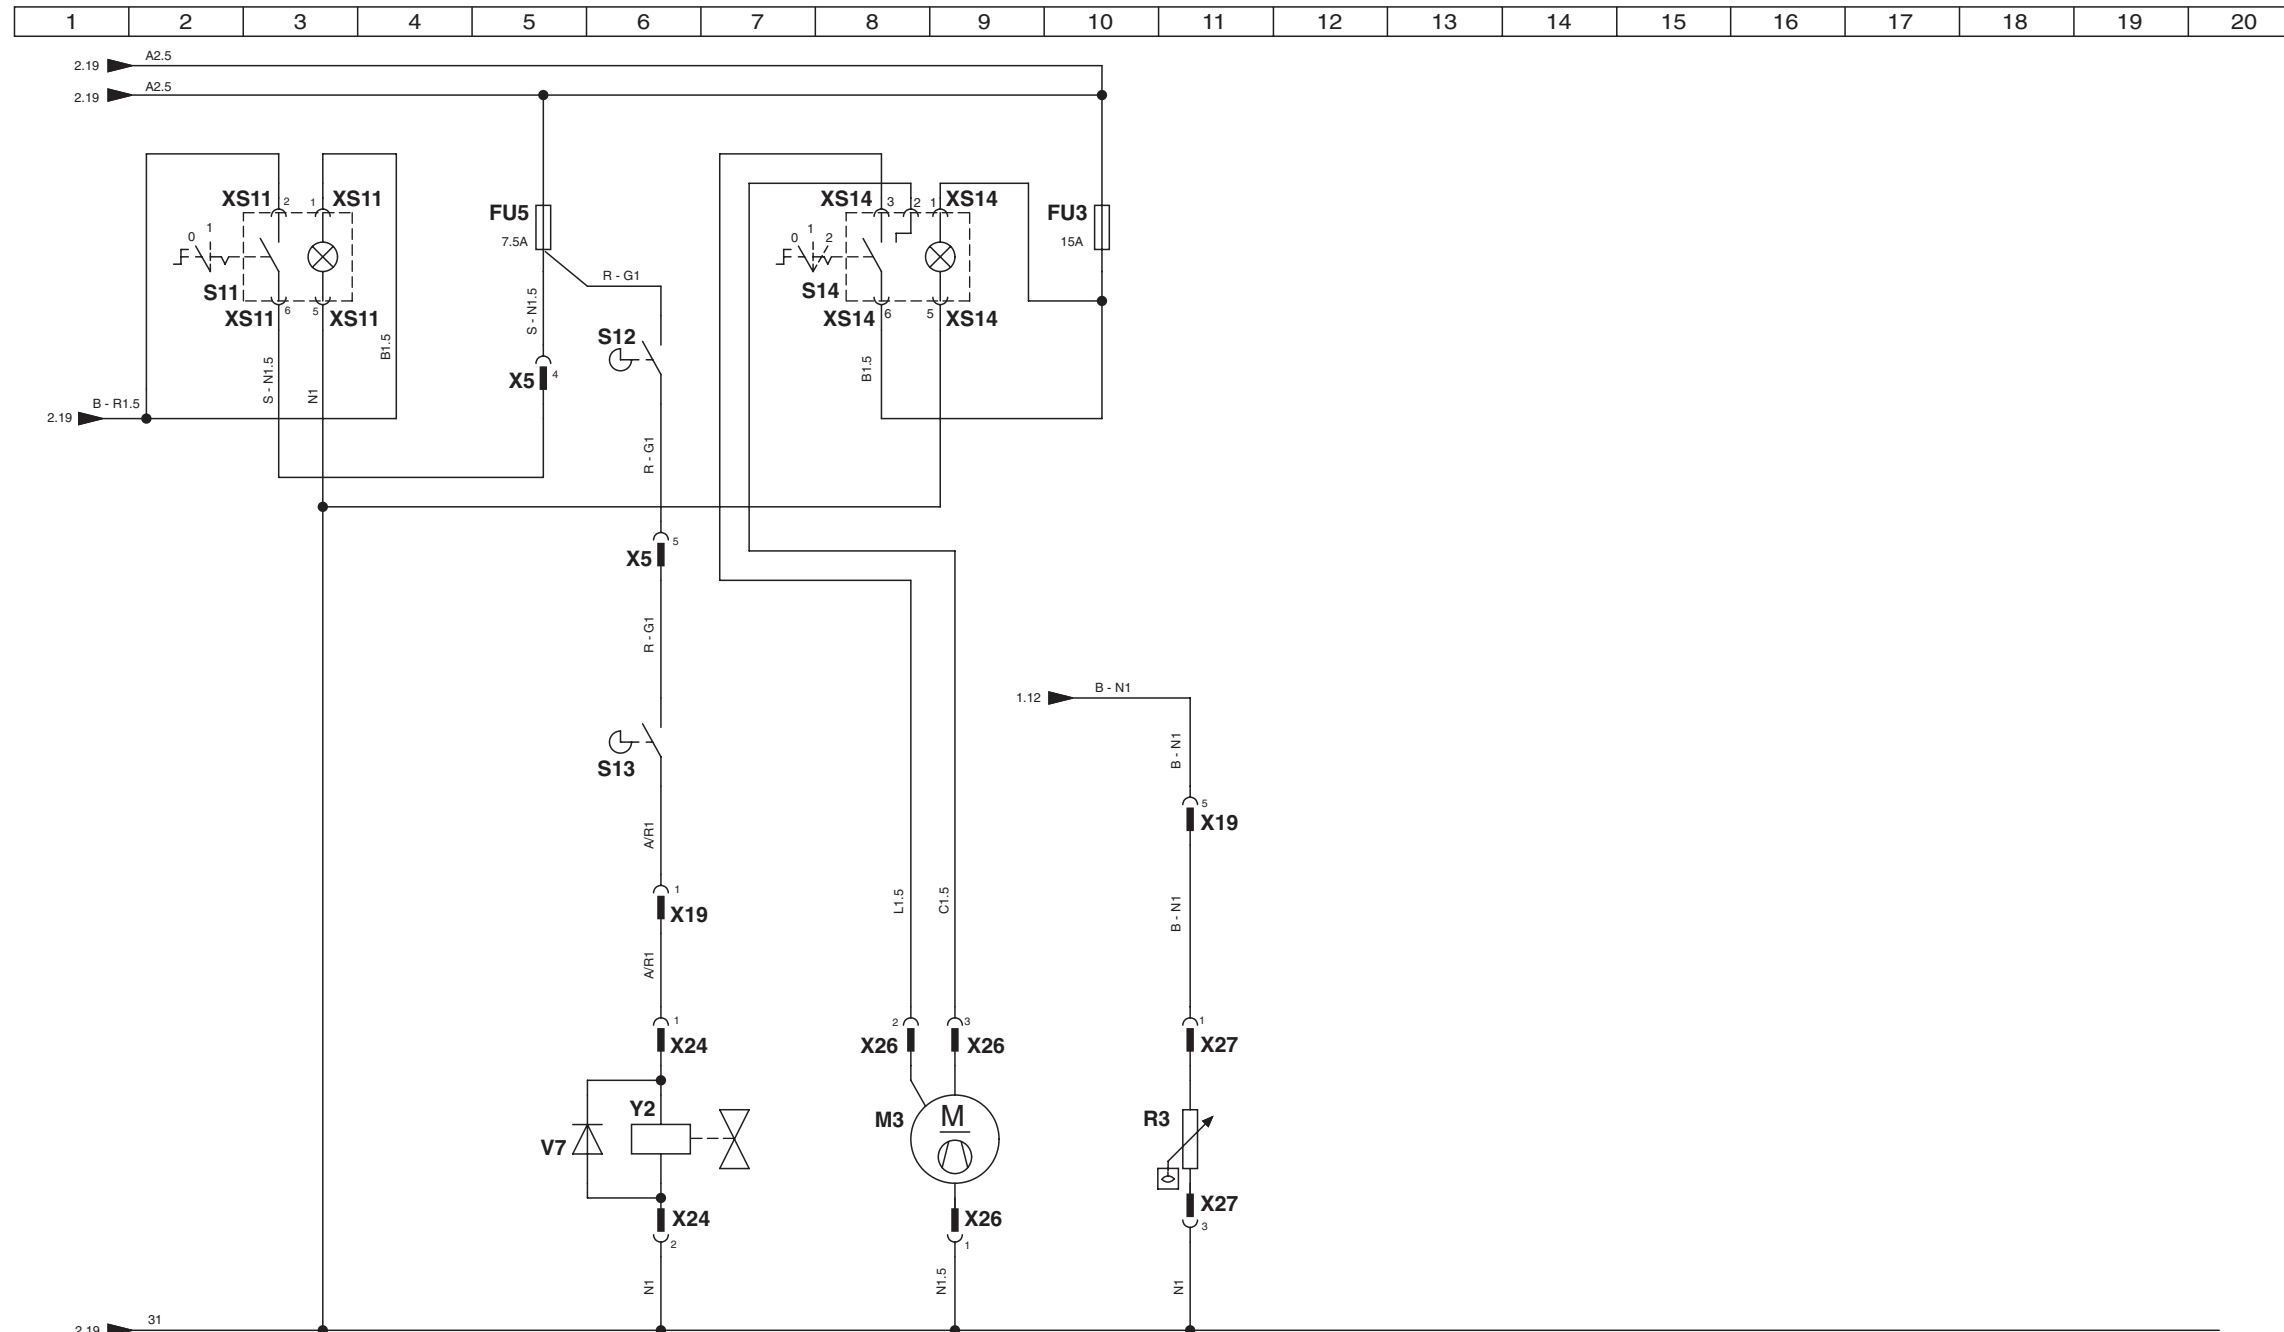 1 2 3 4 5 6 7 8 9 10 11 12 13 14 15 16 17 18 19 20
2.19 A2.5
2.19 A2.5
XS11 2 1 XS11
XS14 3 2 1 XS14
FU5
7.5A
FU3
15A
0 1
S11
0 1 2
S14
R - G1
XS11 6 5 XS11
XS14 6 5 XS14
S - N1.5
S12
B1.5
X5 4
S - N1.5
N1
B1.5
2.19 B - R1.5
R - G1
X5 5
R - G1
1.12 B - N1
S13
B - N1
5
X19
A/R1
1
X19
L1.5
C1.5
B - N1
A/R1
1
X24
2
X26
3
X26
1
X27
Y2
V7
M3
M
R3
X24
2
X26
1
X27
3
N1
N1.5
N1
2.19 31